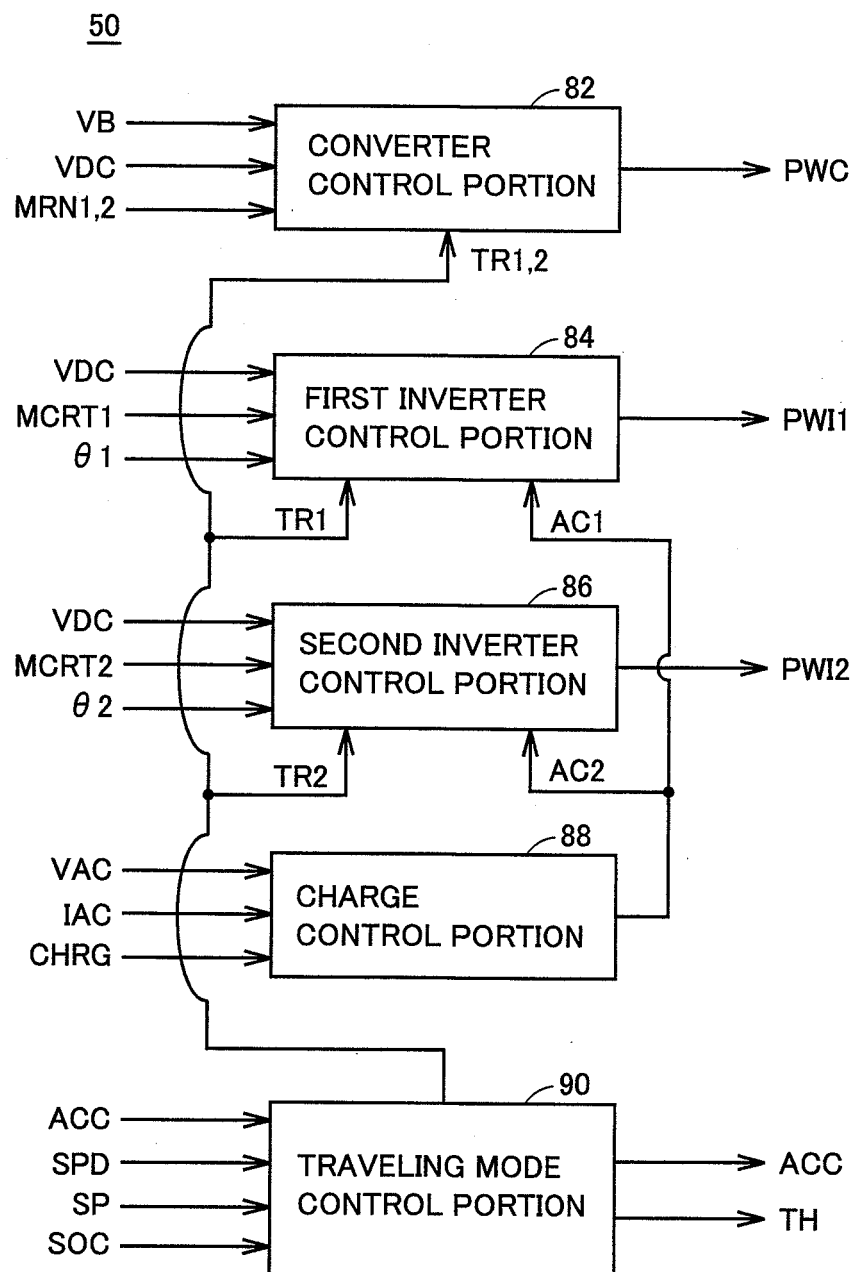 50
82
VB
VDC
MRN1,2
CONVERTER
CONTROL PORTION
PWC
TR1,2
84
VDC
MCRT1
θ1
FIRST INVERTER
CONTROL PORTION
PWI1
TR1
AC1
86
VDC
MCRT2
θ2
SECOND INVERTER
CONTROL PORTION
PWI2
TR2
AC2
88
VAC
IAC
CHRG
CHARGE
CONTROL PORTION
90
ACC
SPD
SP
SOC
TRAVELING MODE
CONTROL PORTION
ACC
TH